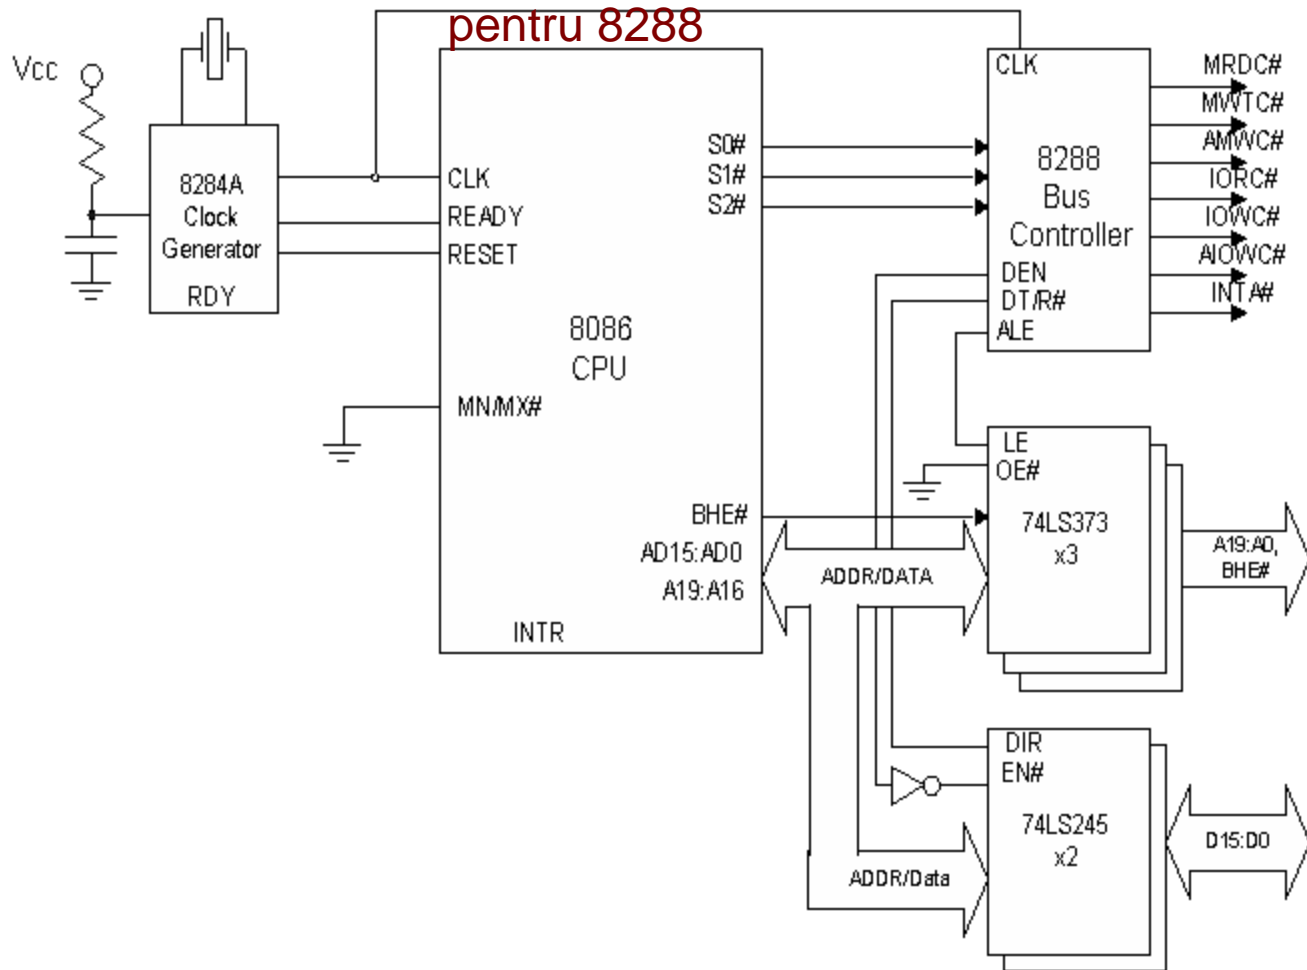 pentru 8288
Vcc
8284A
Clock
Generator
RDY
CLK
READY
RESET
S0#
S1#
S2#
8086
CPU
MN/MX#
BHE#
AD15:AD0
A19:A16
INTR
CLK
8288
Bus
Controller
DEN
DT/R#
ALE
MRDC#
MWTC#
AMWC#
IORC#
IOWC#
AIOWC#
INTA#
LE
OE#
74LS373
x3
ADDR/DATA
A19:A0,
BHE#
DIR
EN#
74LS245
x2
ADDR/Data
D15:D0